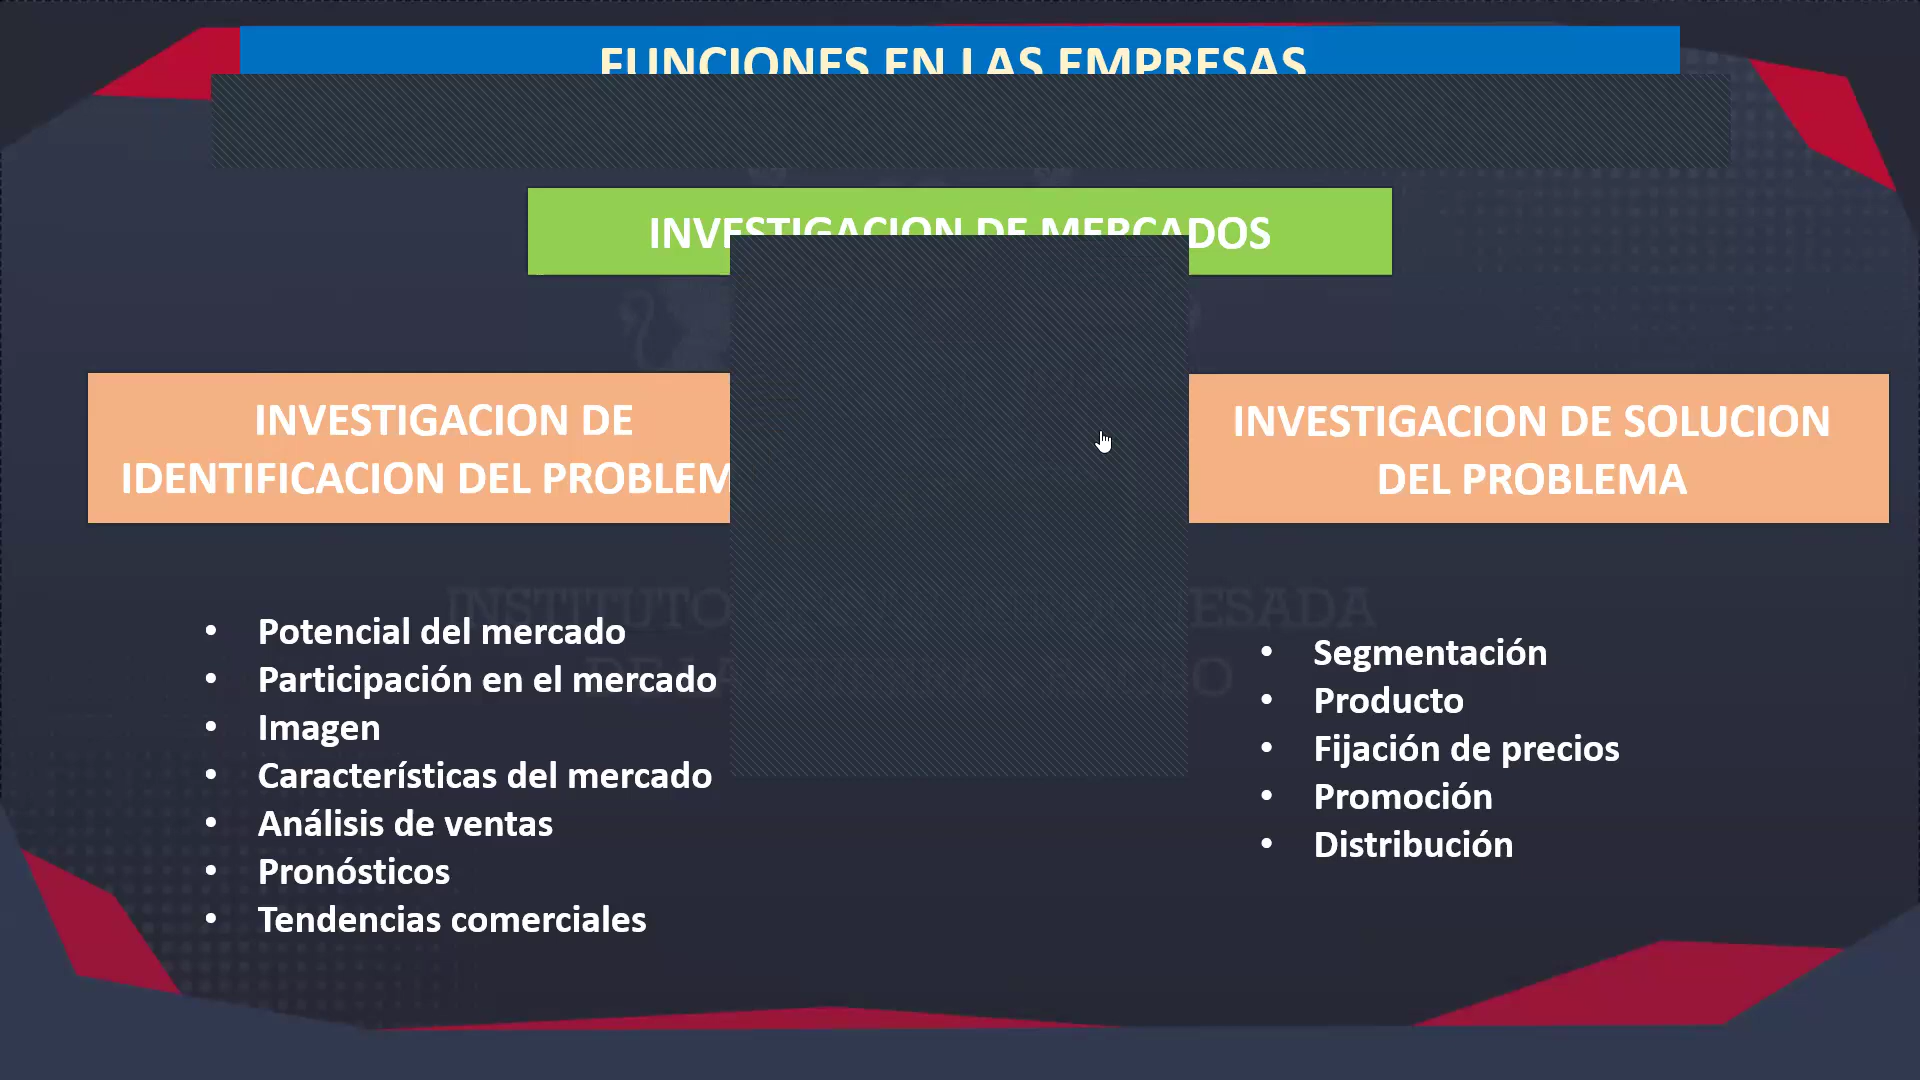 FUNCIONES EN LAS EMPRESAS
INVESTIGACION DE MERCADOS
INVESTIGACION DE
IDENTIFICACION DEL PROBLEM
INVESTIGACION DE SOLUCION
DEL PROBLEMA
• Potencial del mercado
• Participación en el mercado
• Imagen
• Características del mercado
• Análisis de ventas
• Pronósticos
• Tendencias comerciales
• Segmentación
• Producto
• Fijación de precios
• Promoción
• Distribución
INSTITUTO